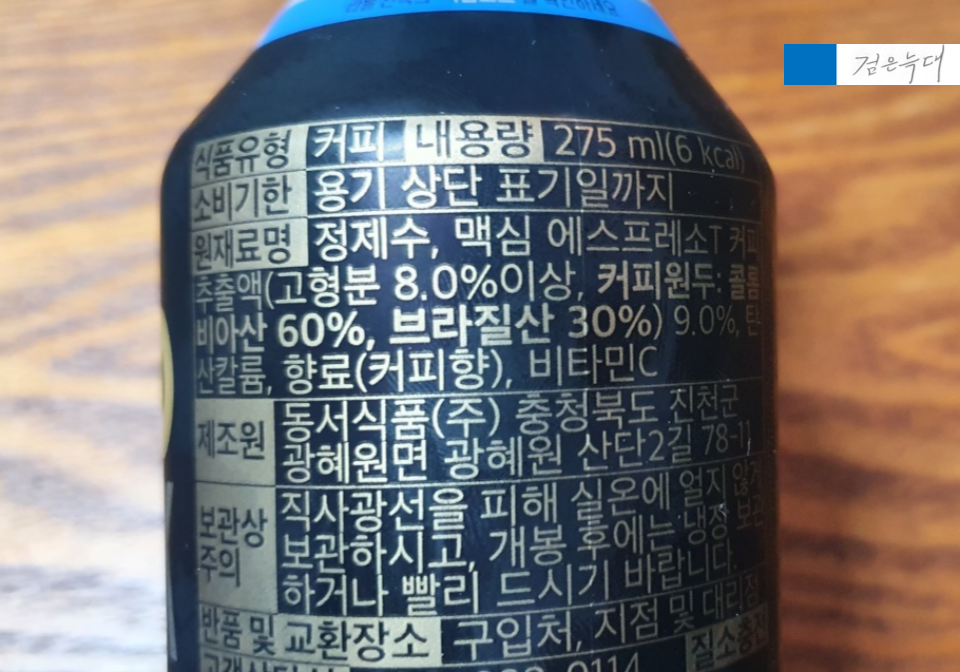 검은늑대
식품유형 커피 내용량 275 ml(6 kcal)
소비기한 용기 상단 표기일까지
원재료명 정제수, 맥심 에스프레소T 커피
추출액(고형분 8.0%이상, 커피원두: 콜롬
비아산 60%, 브라질산 30%) 9.0%, 탄
산칼륨, 향료(커피향), 비타민C
제조원 동서식품(주) 충청북도 진천군
광혜원면 광혜원 산단2길 78-11
보관상 주의 직사광선을 피해 실온에 얼지 않게
보관하시고, 개봉 후에는 냉장 보관
하거나 빨리 드시기 바랍니다.
반품 및 교환장소 구입처, 지점 및 대리점
질소충전